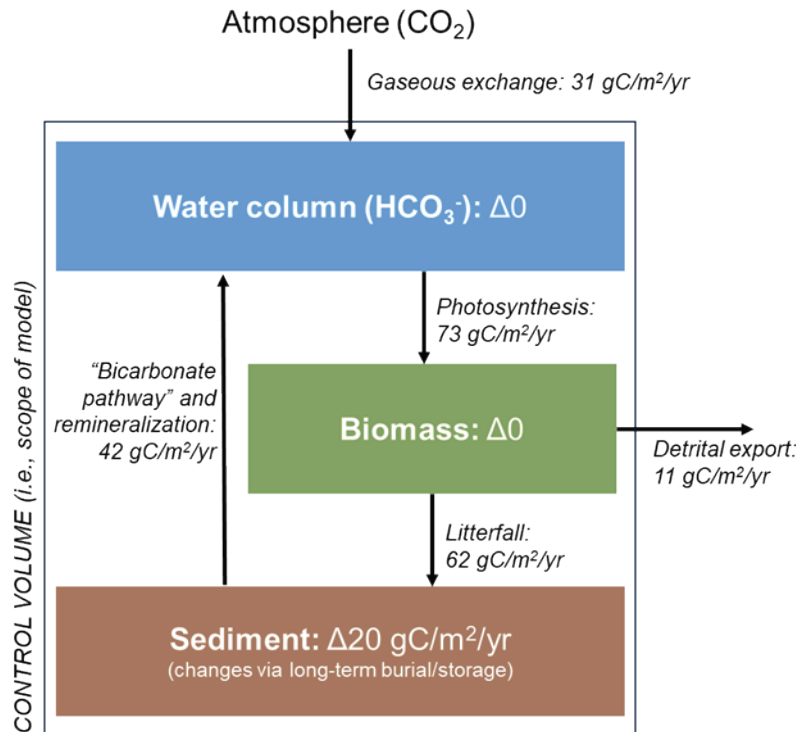 Atmosphere (CO₂)
Gaseous exchange: 31 gC/m²/yr
Water column (HCO₃⁻): Δ0
Photosynthesis:
73 gC/m²/yr
"Bicarbonate
pathway" and
remineralization:
42 gC/m²/yr
Biomass: Δ0
Detrital export:
11 gC/m²/yr
Litterfall:
62 gC/m²/yr
Sediment: Δ20 gC/m²/yr
(changes via long-term burial/storage)
CONTROL VOLUME (i.e., scope of model)